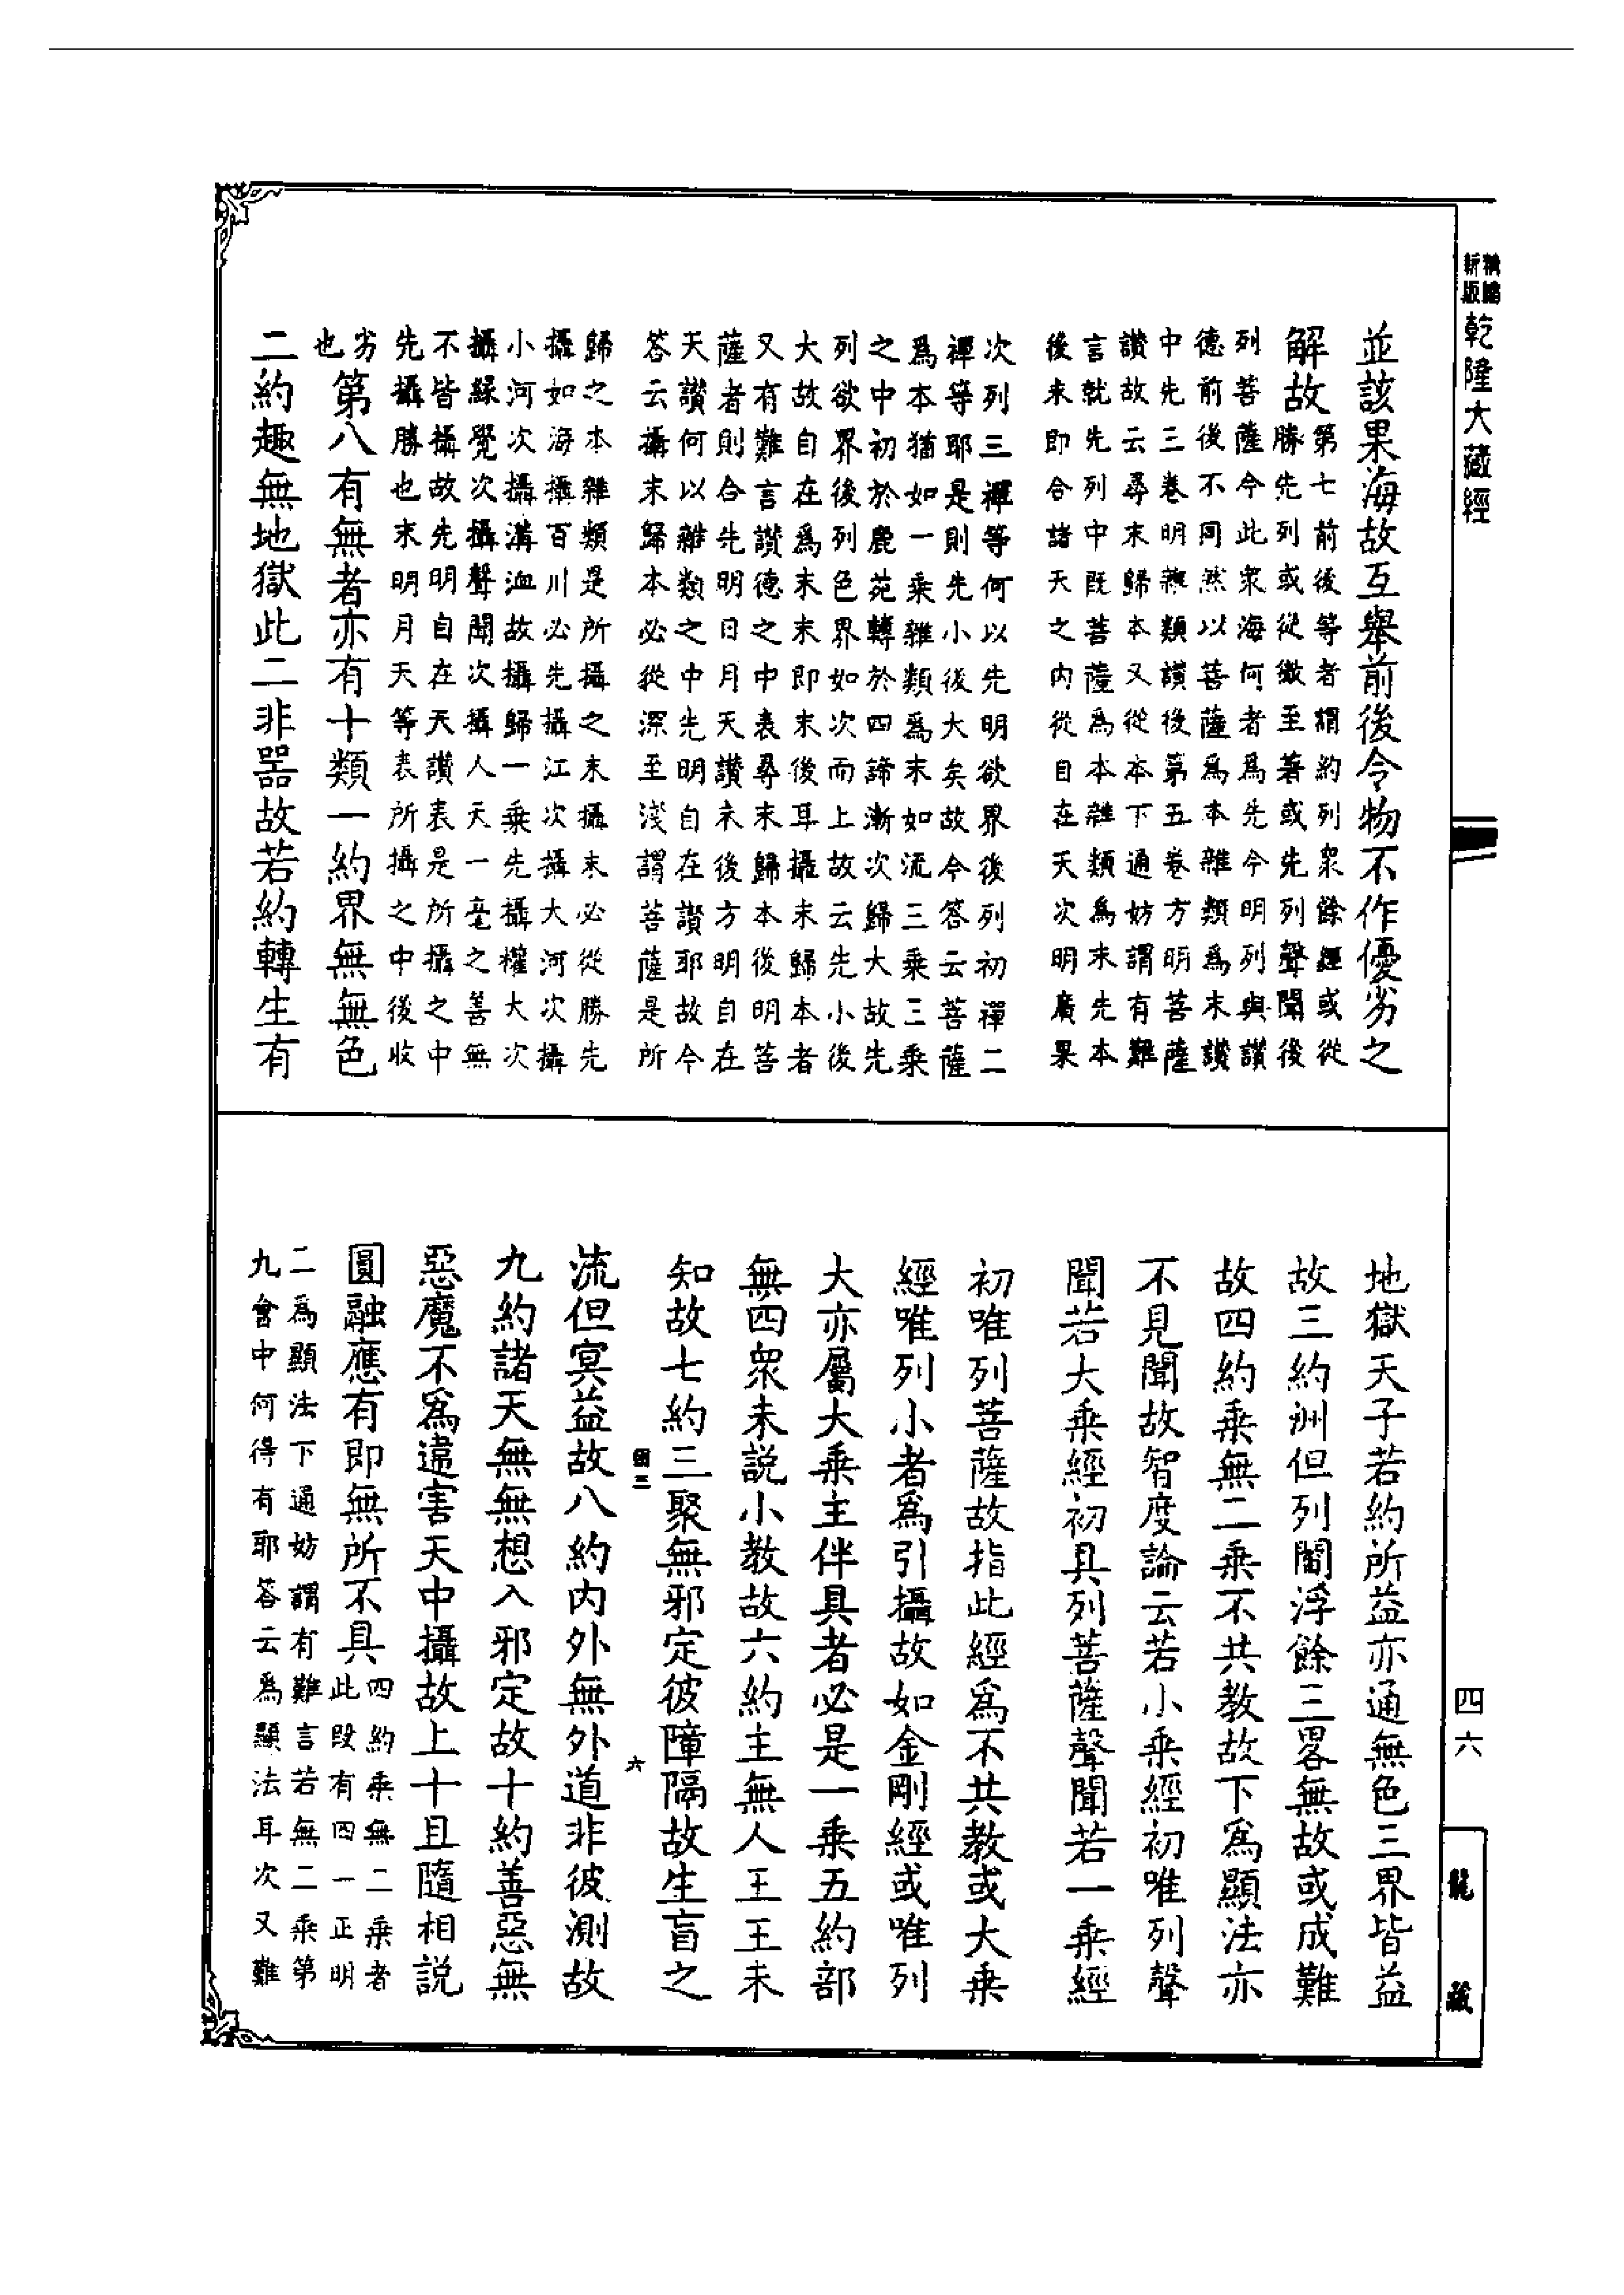 精縮
新版
乾隆大藏經
並該果海故互舉前後令物不作優劣之
解故
第七前後等者謂約列衆餘經或從
勝先列或從微至著或先列聲聞後
列菩薩今此衆海何者爲先今明列與讃
德前後不同然以菩薩爲本雜類爲末讃
中先三卷明雜類讃後第五卷方明菩薩
讃故云尋末歸本又從本下通妨謂有難
言就先列中既菩薩爲本雜類爲末先本
後末即合諸天之内從自在天次明廣果
次列三禪等何以先明欲界後列初禪二
禪等耶是則先小後大矣故今答云菩薩
爲本猶如一乘雜類爲末如流三乘三乘
之中初於鹿苑轉於四諦漸次歸大故先
列欲界後列色界如次而上故云先小後
大故自在爲末末即末後耳攝末歸本者
又有難言讃德之中表尋末歸本後明菩
薩者則合先明日月天讃末後方明自在
天讃何以雜類之中先明自在讃耶故今
答云攝末歸本必從深至淺謂菩薩是所
歸之本雜類是所攝之末攝末必從勝先
攝如海攝百川必先攝江次攝大河次攝
小河次攝溝洫故攝歸一乘先攝權大次
攝緣覺次攝聲聞次攝人天一毫之善無
不皆攝故先明自在天讃表是所攝之中
先攝勝也末明月天等表所攝之中後收
劣
也
第八有無者亦有十類一約界無無色
二約趣無地獄此二非器故若約轉生有
地獄天子若約所益亦通無色三界皆益
故三約洲但列閻浮餘三畧無故或成難
故四約乘無二乘不共教故下爲顯法亦
不見聞故智度論云若小乘經初唯列聲
聞若大乘經初具列菩薩聲聞若一乘經
初唯列菩薩故指此經爲不共教或大乘
經唯列小者爲引攝故如金剛經或唯列
大亦屬大乘主伴具者必是一乘五約部
無四衆未説小教故六約主無人王王未
知故七約三聚無邪定彼障隔故生盲之
圖三
六
流但冥益故八約内外無外道非彼測故
九約諸天無無想入邪定故十約善惡無
惡魔不爲違害天中攝故上十且隨相説
圓融應有即無所不具
四約乘無二乘者
此段有四一正明
二爲顯法下通妨謂有難言若無二乘第
九會中何得有耶答云爲顯法耳次又難
四六
龍藏